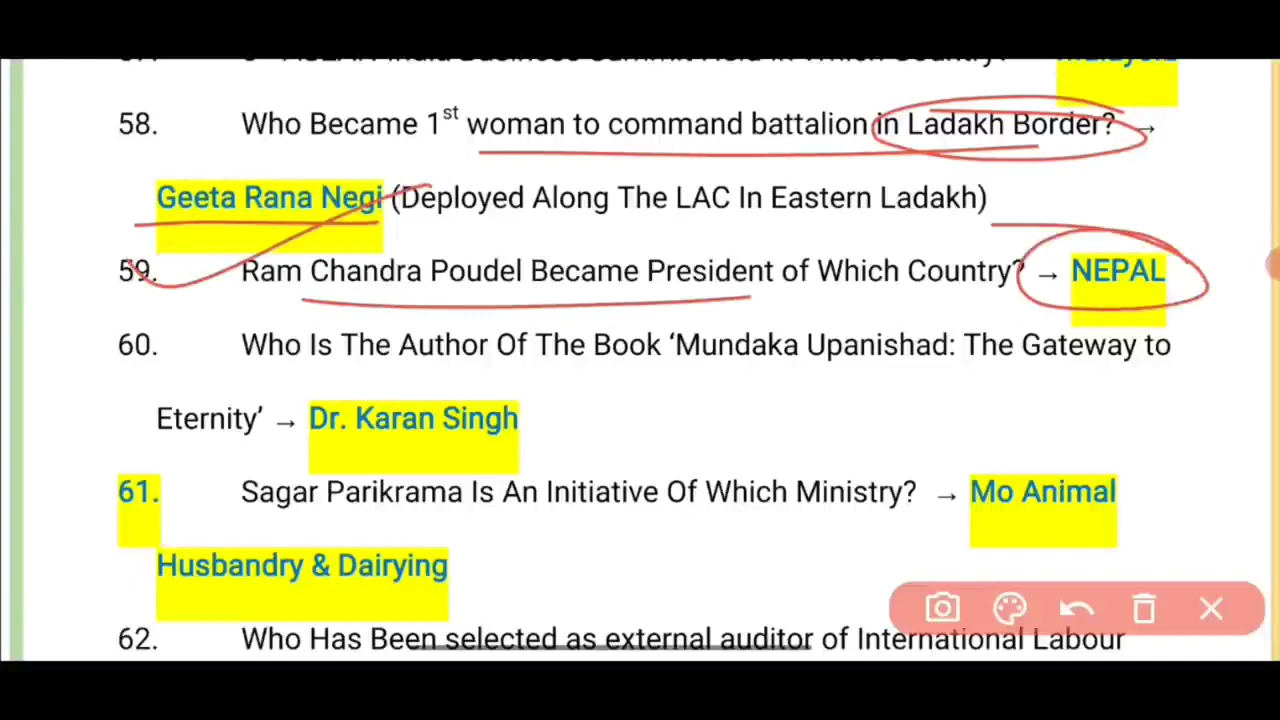 58. Who Became 1st woman to command battalion in Ladakh Border? →
Geeta Rana Negi (Deployed Along The LAC In Eastern Ladakh)
59. Ram Chandra Poudel Became President of Which Country? → NEPAL
60. Who Is The Author Of The Book ‘Mundaka Upanishad: The Gateway to
Eternity’ → Dr. Karan Singh
61. Sagar Parikrama Is An Initiative Of Which Ministry? → Mo Animal
Husbandry & Dairying
62. Who Has Been selected as external auditor of International Labour